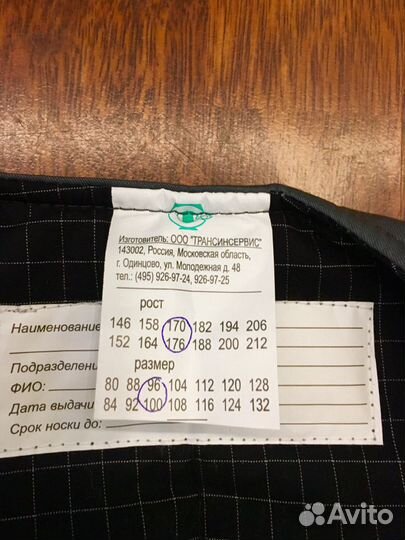 Изготовитель: ООО "ТРАНСИНСЕРВИС"
143002, Россия, Московская область,
г. Одинцово, ул. Молодежная д. 48
тел.: (495) 926-97-24, 926-97-25
рост
146 158 170 182 194 206
152 164 176 188 200 212
размер
80 88 96 104 112 120 128
84 92 100 108 116 124 132
Наименование
Подразделени
ФИО:
Дата выдачи
Срок носки до:
Avito